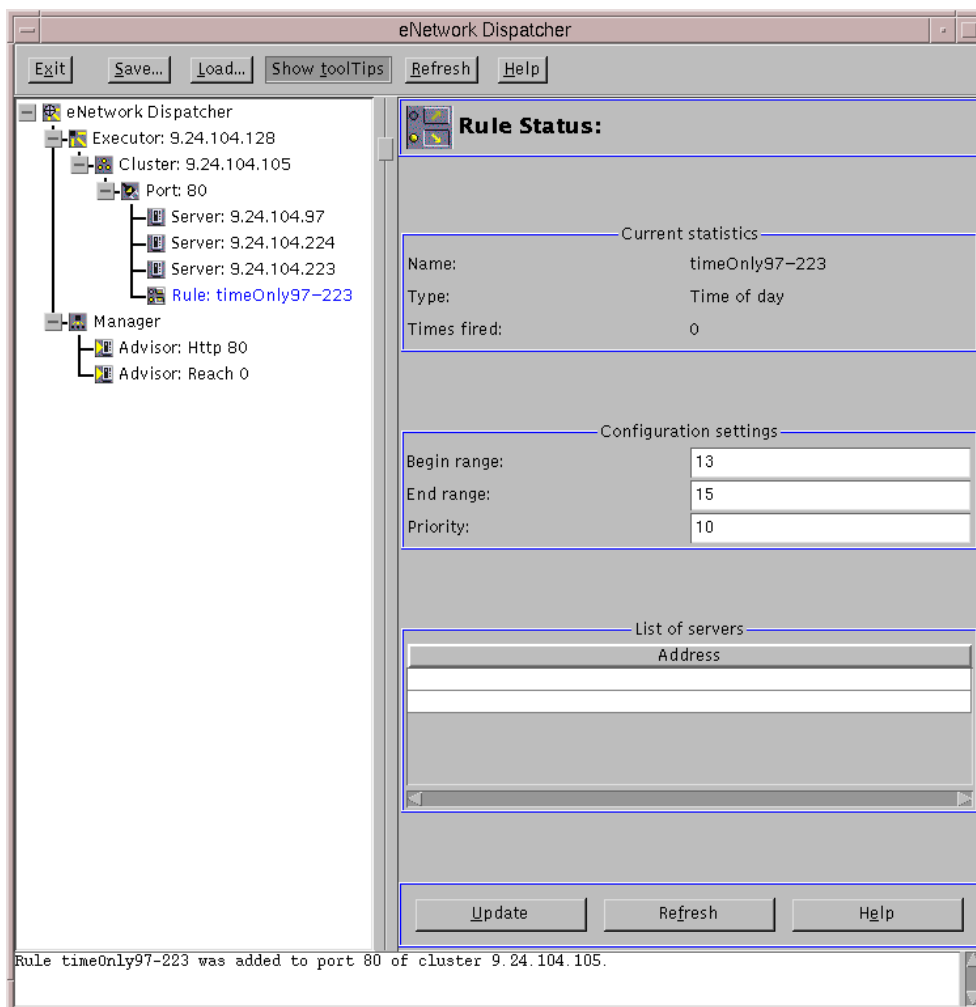 eNetwork Dispatcher
Exit Save... Load... Show toolTips Refresh Help
eNetwork Dispatcher
Executor: 9.24.104.128
Cluster: 9.24.104.105
Port: 80
Server: 9.24.104.97
Server: 9.24.104.224
Server: 9.24.104.223
Rule: timeOnly97-223
Manager
Advisor: Http 80
Advisor: Reach 0
Rule Status:
Current statistics
Name: timeOnly97-223
Type: Time of day
Times fired: 0
Configuration settings
Begin range: 13
End range: 15
Priority: 10
List of servers
Address
Update Refresh Help
Rule timeOnly97-223 was added to port 80 of cluster 9.24.104.105.